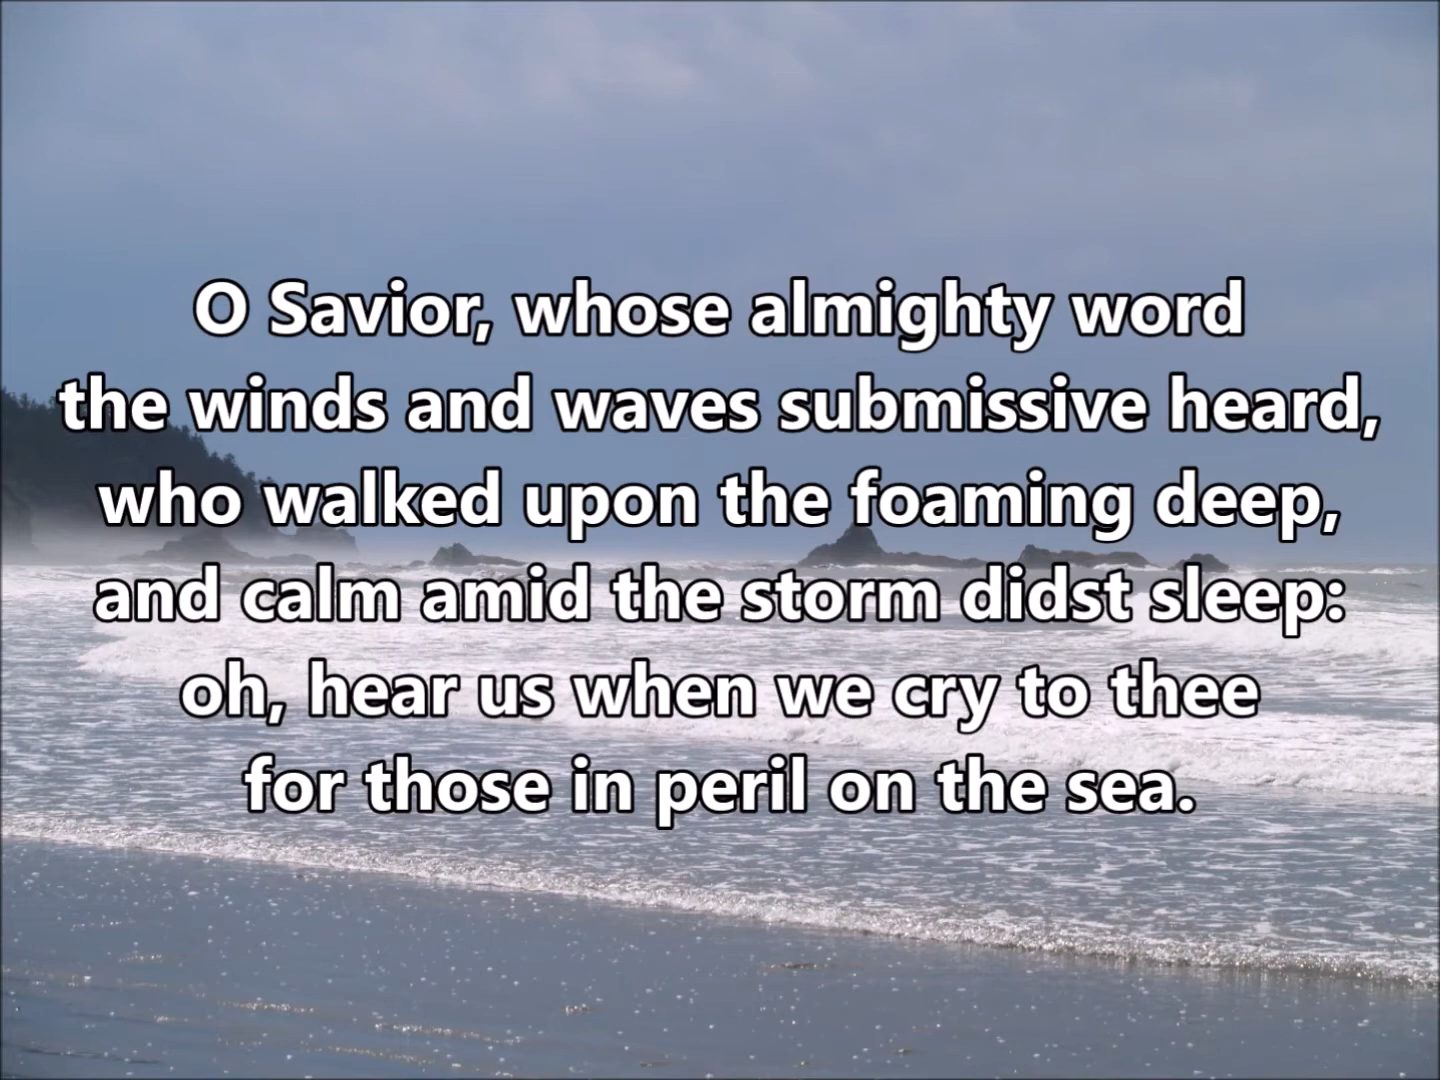 O Savior, whose almighty word
the winds and waves submissive heard,
who walked upon the foaming deep,
and calm amid the storm didst sleep:
oh, hear us when we cry to thee
for those in peril on the sea.